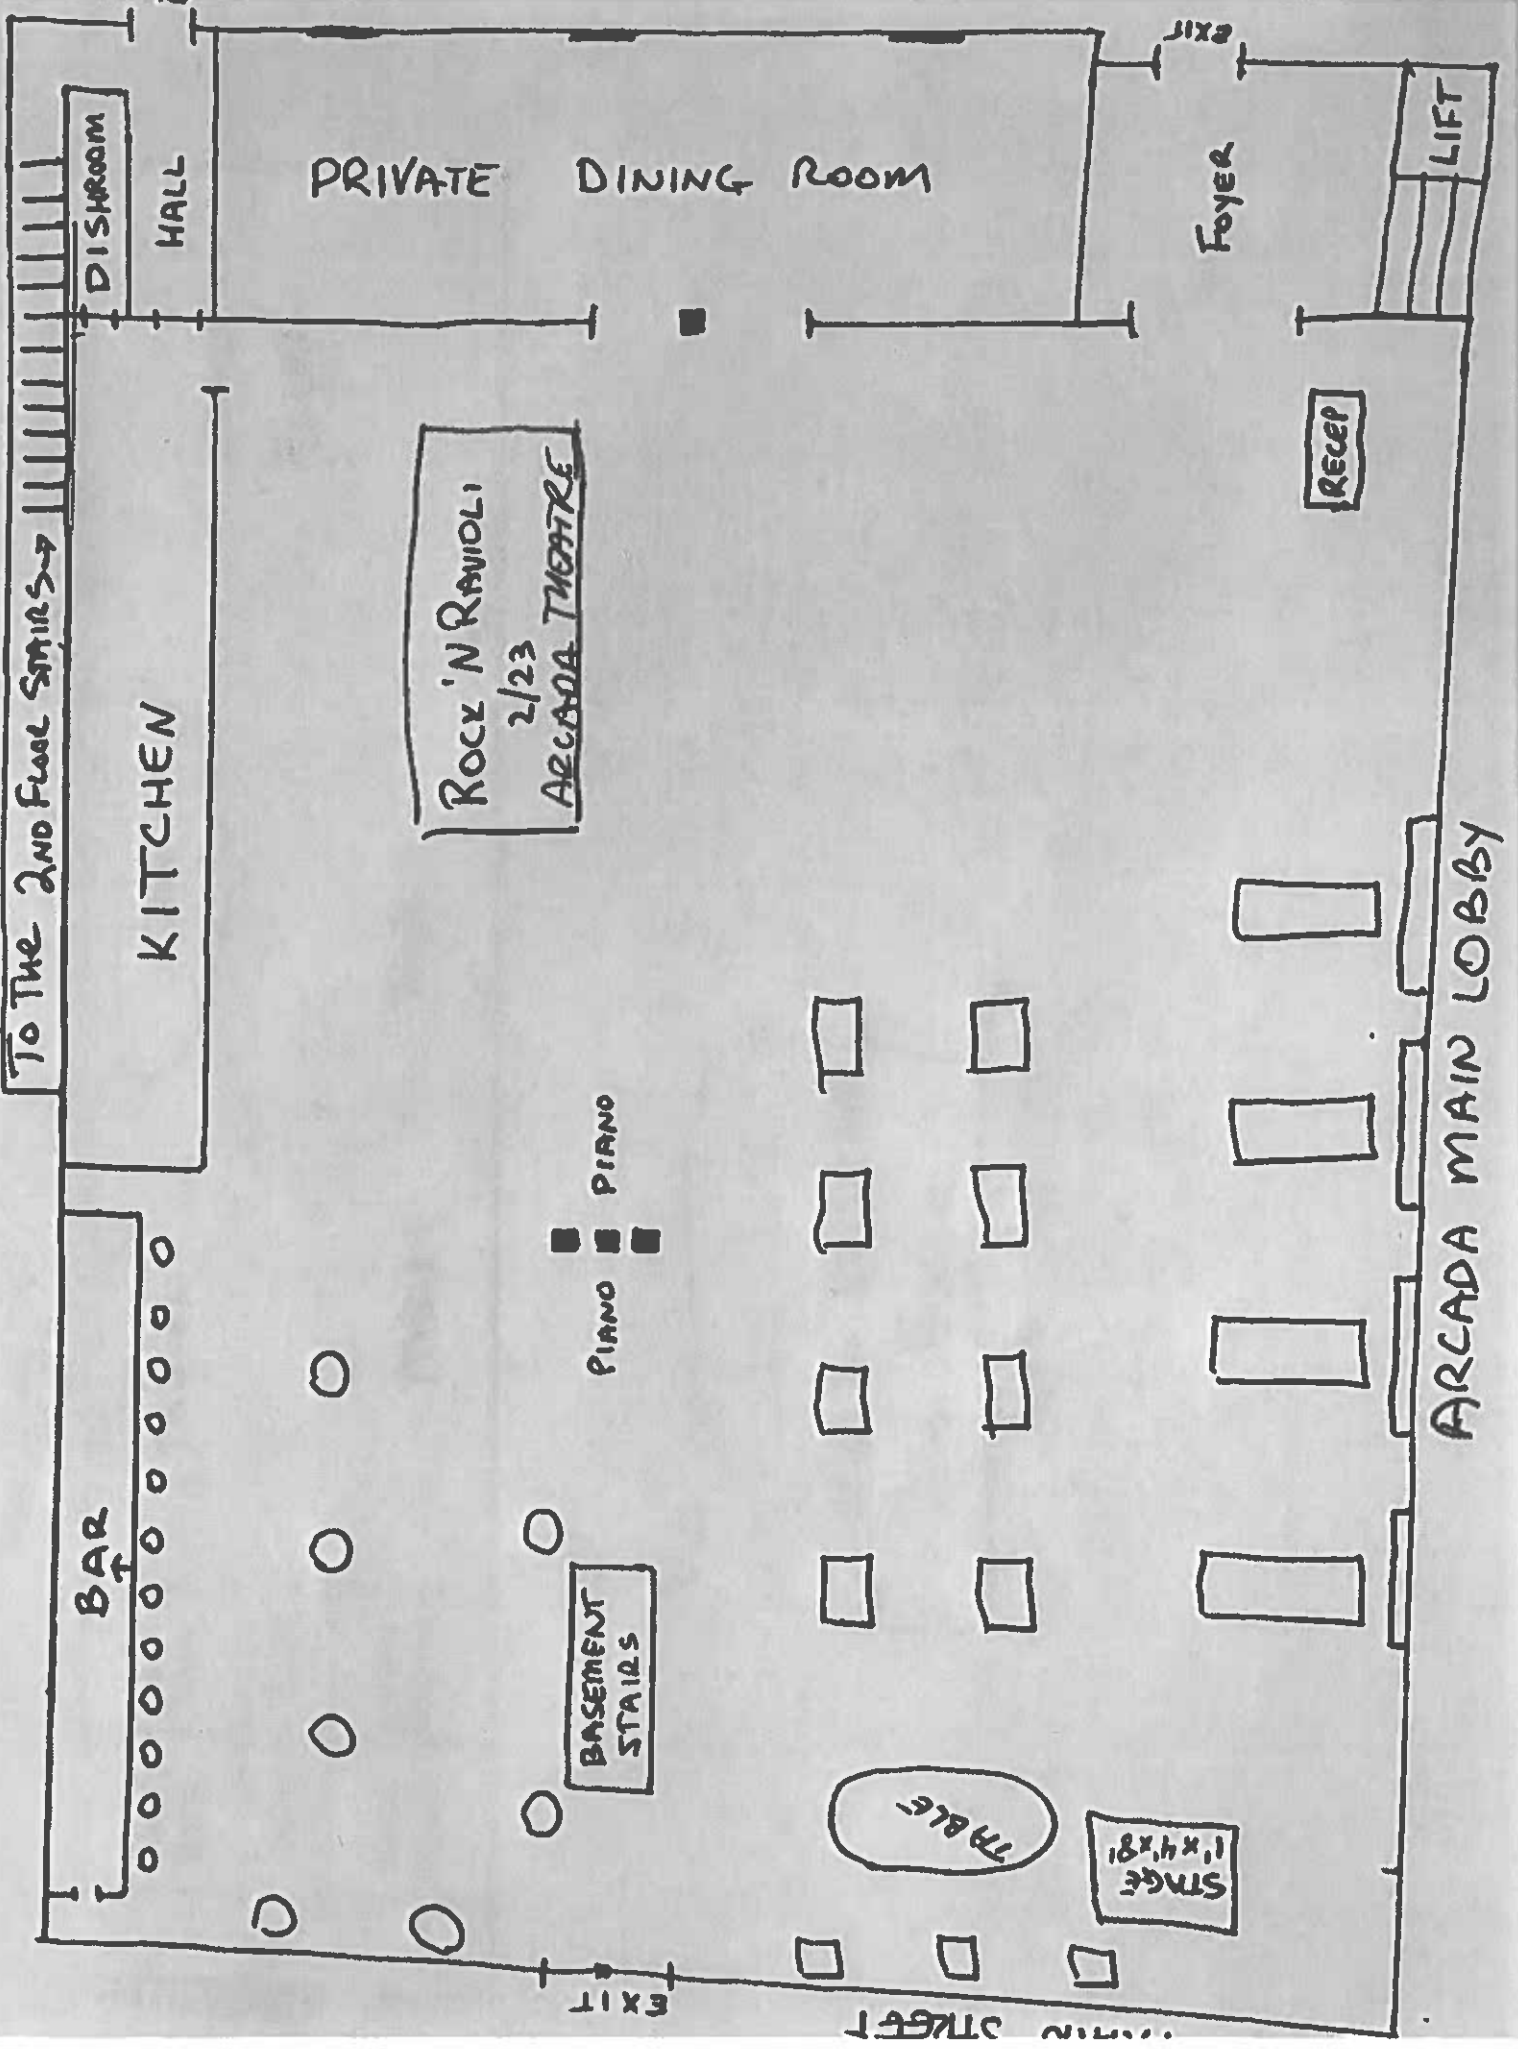 EXIT
DISHROOM
HALL
PRIVATE DINING ROOM
FOYER
LIFT
TO THE 2ND FLOOR STAIRS→
KITCHEN
ROCK 'N RAVIOLI
2/23
ARCADA THEATRE
RECEP
BAR
PIANO
PIANO
BASEMENT
STAIRS
TABLE
STAGE
1'x4'x8'
ARCADA MAIN LOBBY
EXIT
STREET